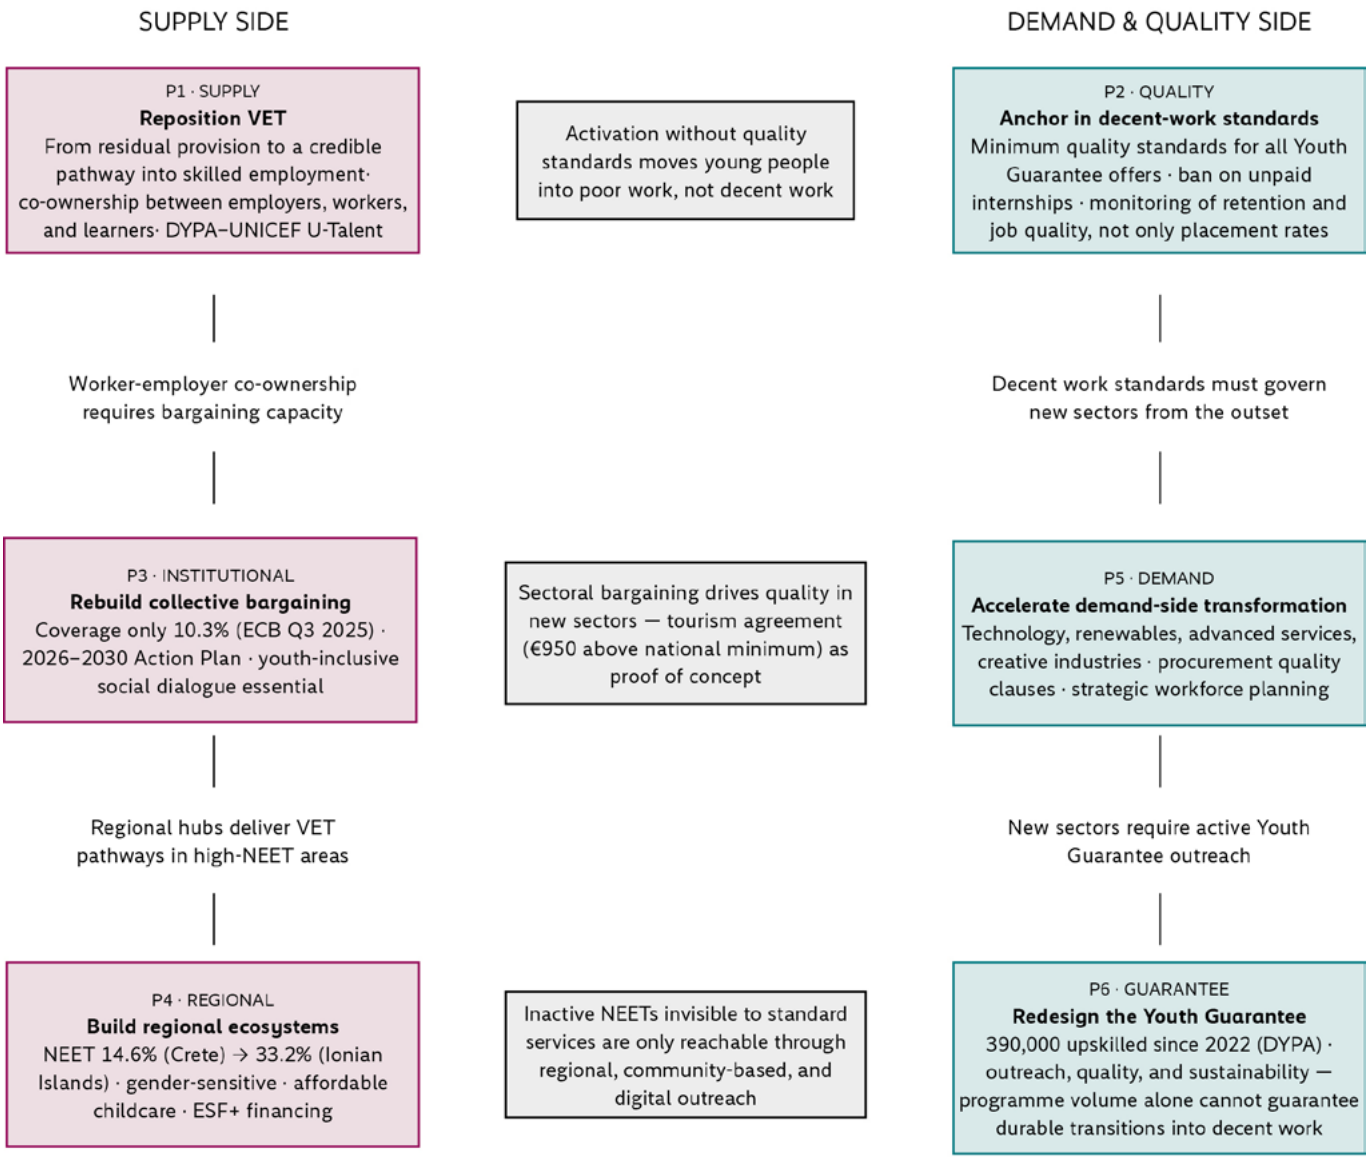 SUPPLY SIDE
DEMAND & QUALITY SIDE
P1 · SUPPLY
Reposition VET
From residual provision to a credible
pathway into skilled employment·
co-ownership between employers, workers,
and learners· DYPA–UNICEF U-Talent
Activation without quality
standards moves young people
into poor work, not decent work
P2 · QUALITY
Anchor in decent-work standards
Minimum quality standards for all Youth
Guarantee offers · ban on unpaid
internships · monitoring of retention and
job quality, not only placement rates
Worker-employer co-ownership
requires bargaining capacity
Decent work standards must govern
new sectors from the outset
P3 · INSTITUTIONAL
Rebuild collective bargaining
Coverage only 10.3% (ECB Q3 2025) ·
2026–2030 Action Plan · youth-inclusive
social dialogue essential
Sectoral bargaining drives quality in
new sectors — tourism agreement
(€950 above national minimum) as
proof of concept
P5 · DEMAND
Accelerate demand-side transformation
Technology, renewables, advanced services,
creative industries · procurement quality
clauses · strategic workforce planning
Regional hubs deliver VET
pathways in high-NEET areas
New sectors require active Youth
Guarantee outreach
P4 · REGIONAL
Build regional ecosystems
NEET 14.6% (Crete) → 33.2% (Ionian
Islands) · gender-sensitive · affordable
childcare · ESF+ financing
Inactive NEETs invisible to standard
services are only reachable through
regional, community-based, and
digital outreach
P6 · GUARANTEE
Redesign the Youth Guarantee
390,000 upskilled since 2022 (DYPA) ·
outreach, quality, and sustainability —
programme volume alone cannot guarantee
durable transitions into decent work